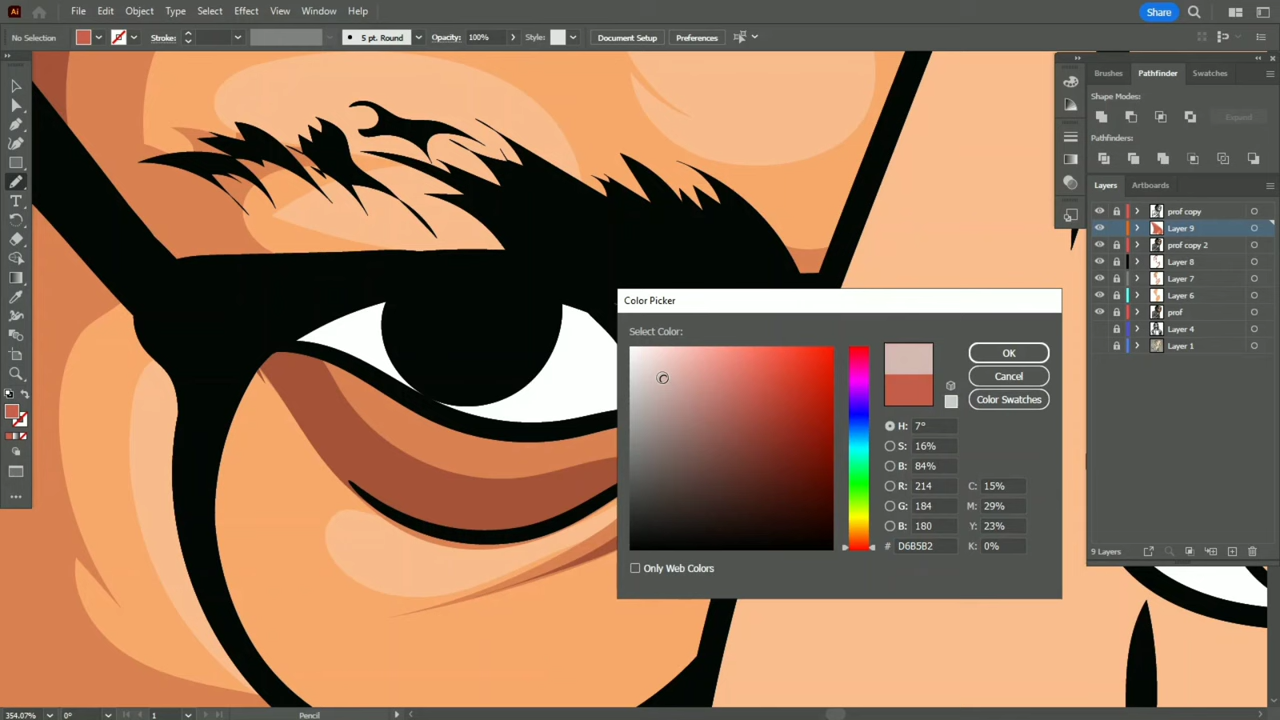 Ai File Edit Object Type Select Effect View Window Help Share
No Selection Stroke: 5 pt. Round Opacity: 100% Style: Document Setup Preferences
Brushes Pathfinder Swatches
Shape Modes:
Expand
Pathfinders:
Layers Artboards
prof copy
Layer 9
prof copy 2
Layer 8
Layer 7
Layer 6
prof
Layer 4
Layer 1
9 Layers
Color Picker
Select Color:
OK
Cancel
Color Swatches
H: 7°
S: 16%
B: 84%
R: 214 C: 15%
G: 184 M: 29%
B: 180 Y: 23%
# D6B5B2 K: 0%
Only Web Colors
354.07% 0° 1 Pencil